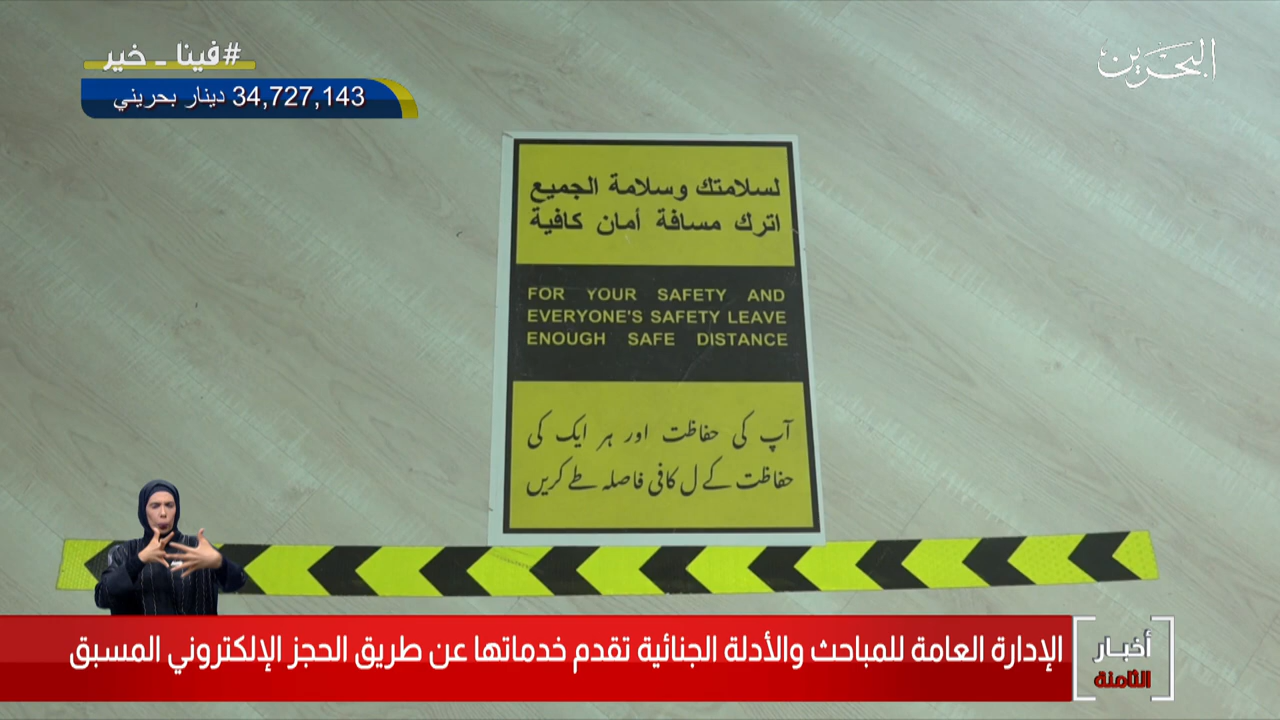 #فينا ـ خير
34,727,143 دينار بحريني
البحرين
لسلامتك وسلامة الجميع
اترك مسافة أمان كافية
FOR YOUR SAFETY AND
EVERYONE'S SAFETY LEAVE
ENOUGH SAFE DISTANCE
آپ کی حفاظت اور ہر ایک کی
حفاظت کے ل کافی فاصلہ طے کریں
الإدارة العامة للمباحث والأدلة الجنائية تقدم خدماتها عن طريق الحجز الإلكتروني المسبق
أخبار
الثامنة